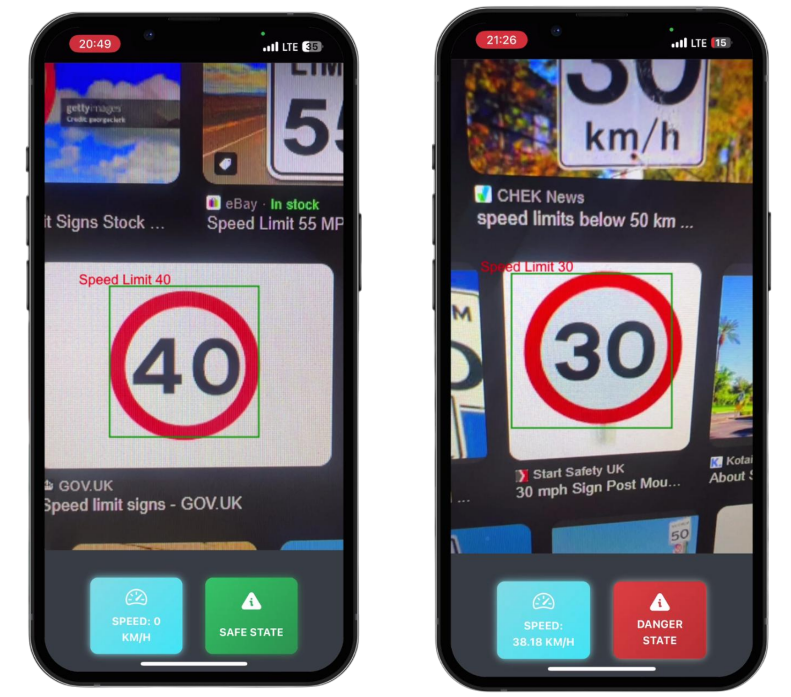 20:49
LTE 35
LIM
55
gettyimages
Credit: georgeclerk
eBay · In stock
it Signs Stock ...
Speed Limit 55 MP
Speed Limit 40
40
GOV.UK
Speed limit signs - GOV.UK
SPEED: 0
KM/H
SAFE STATE
21:26
LTE 15
30
km/h
CHEK News
speed limits below 50 km ...
Speed Limit 30
M
30
Start Safety UK
30 mph Sign Post Mou...
...
Kotai
About S
50
SPEED:
38.18 KM/H
DANGER
STATE